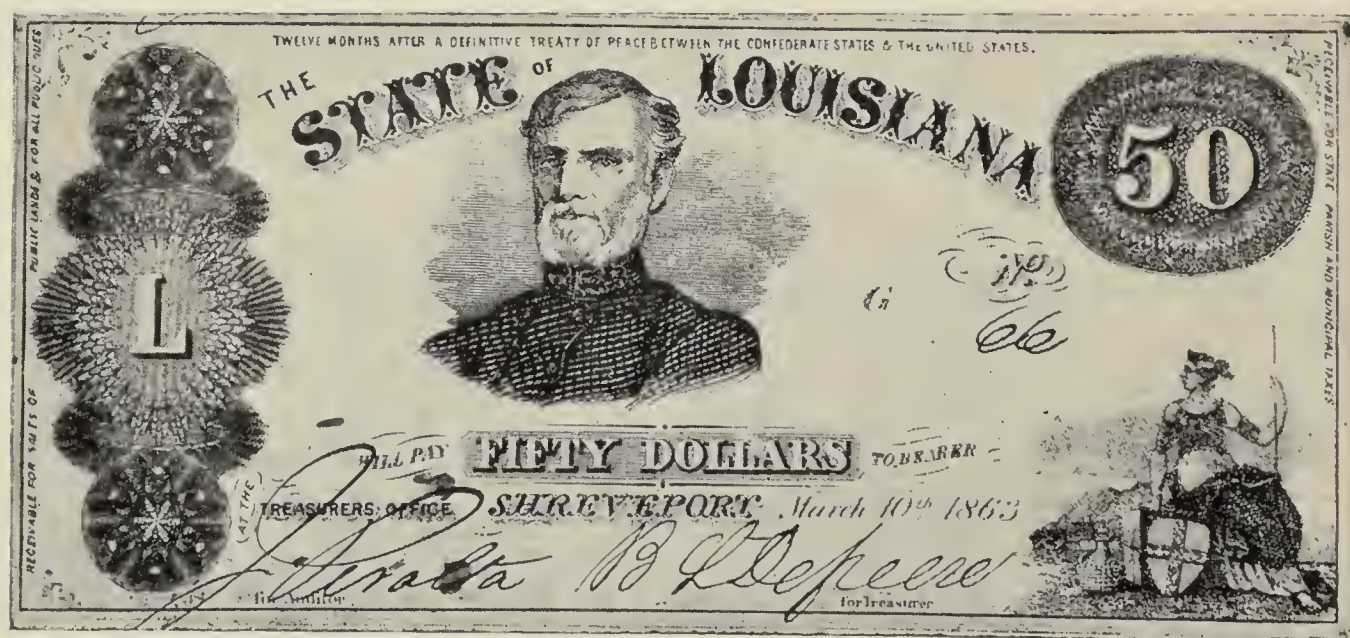 TWELVE MONTHS AFTER A DEFINITIVE TREATY OF PEACE BETWEEN THE CONFEDERATE STATES & THE UNITED STATES.
THE STATE OF LOUISIANA
50
L
No
66
WILL PAY FIFTY DOLLARS TO BEARER
(AT THE) TREASURERS OFFICE SHREVEPORT March 10th 1863
for Auditor
for Treasurer
RECEIVABLE FOR SALES OF PUBLIC LANDS & FOR ALL PUBLIC DUES
RECEIVABLE FOR STATE PARISH AND MUNICIPAL TAXES